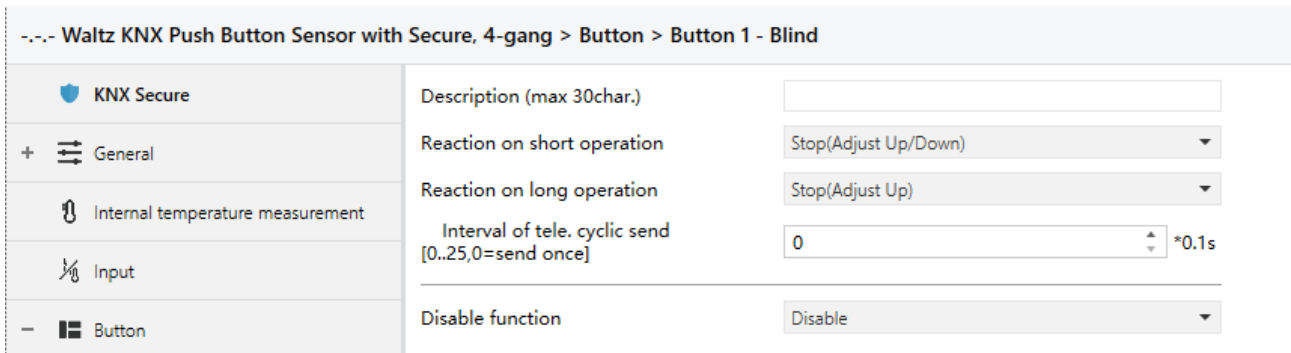 -.-.- Waltz KNX Push Button Sensor with Secure, 4-gang > Button > Button 1 - Blind
KNX Secure
+ General
Internal temperature measurement
Input
- Button
Description (max 30char.)
Reaction on short operation Stop(Adjust Up/Down)
Reaction on long operation Stop(Adjust Up)
Interval of tele. cyclic send
[0..25,0=send once] 0 *0.1s
Disable function Disable